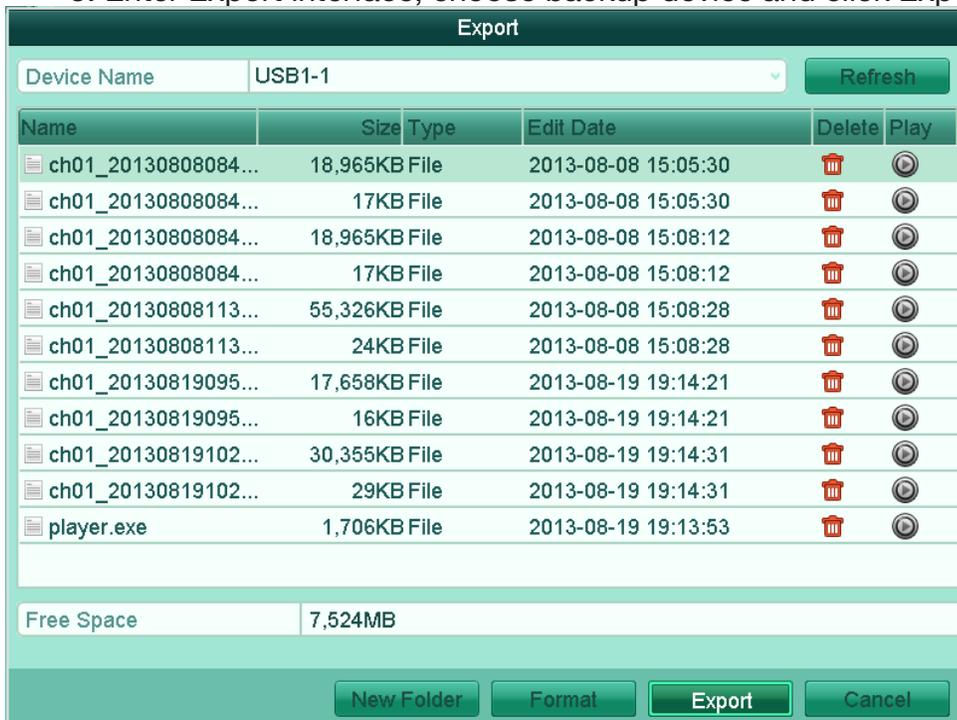 Export
Device Name USB1-1 Refresh
Name Size Type Edit Date Delete Play
ch01_20130808084... 18,965KB File 2013-08-08 15:05:30
ch01_20130808084... 17KB File 2013-08-08 15:05:30
ch01_20130808084... 18,965KB File 2013-08-08 15:08:12
ch01_20130808084... 17KB File 2013-08-08 15:08:12
ch01_20130808113... 55,326KB File 2013-08-08 15:08:28
ch01_20130808113... 24KB File 2013-08-08 15:08:28
ch01_20130819095... 17,658KB File 2013-08-19 19:14:21
ch01_20130819095... 16KB File 2013-08-19 19:14:21
ch01_20130819102... 30,355KB File 2013-08-19 19:14:31
ch01_20130819102... 29KB File 2013-08-19 19:14:31
player.exe 1,706KB File 2013-08-19 19:13:53
Free Space 7,524MB
New Folder Format Export Cancel